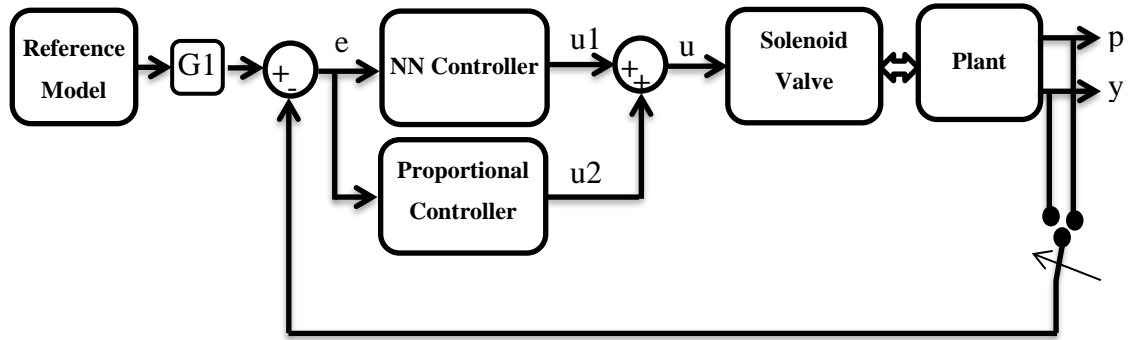 Reference
Model
G1
+
-
e
NN Controller
u1
Proportional
Controller
u2
+
+
u
Solenoid
Valve
Plant
p
y